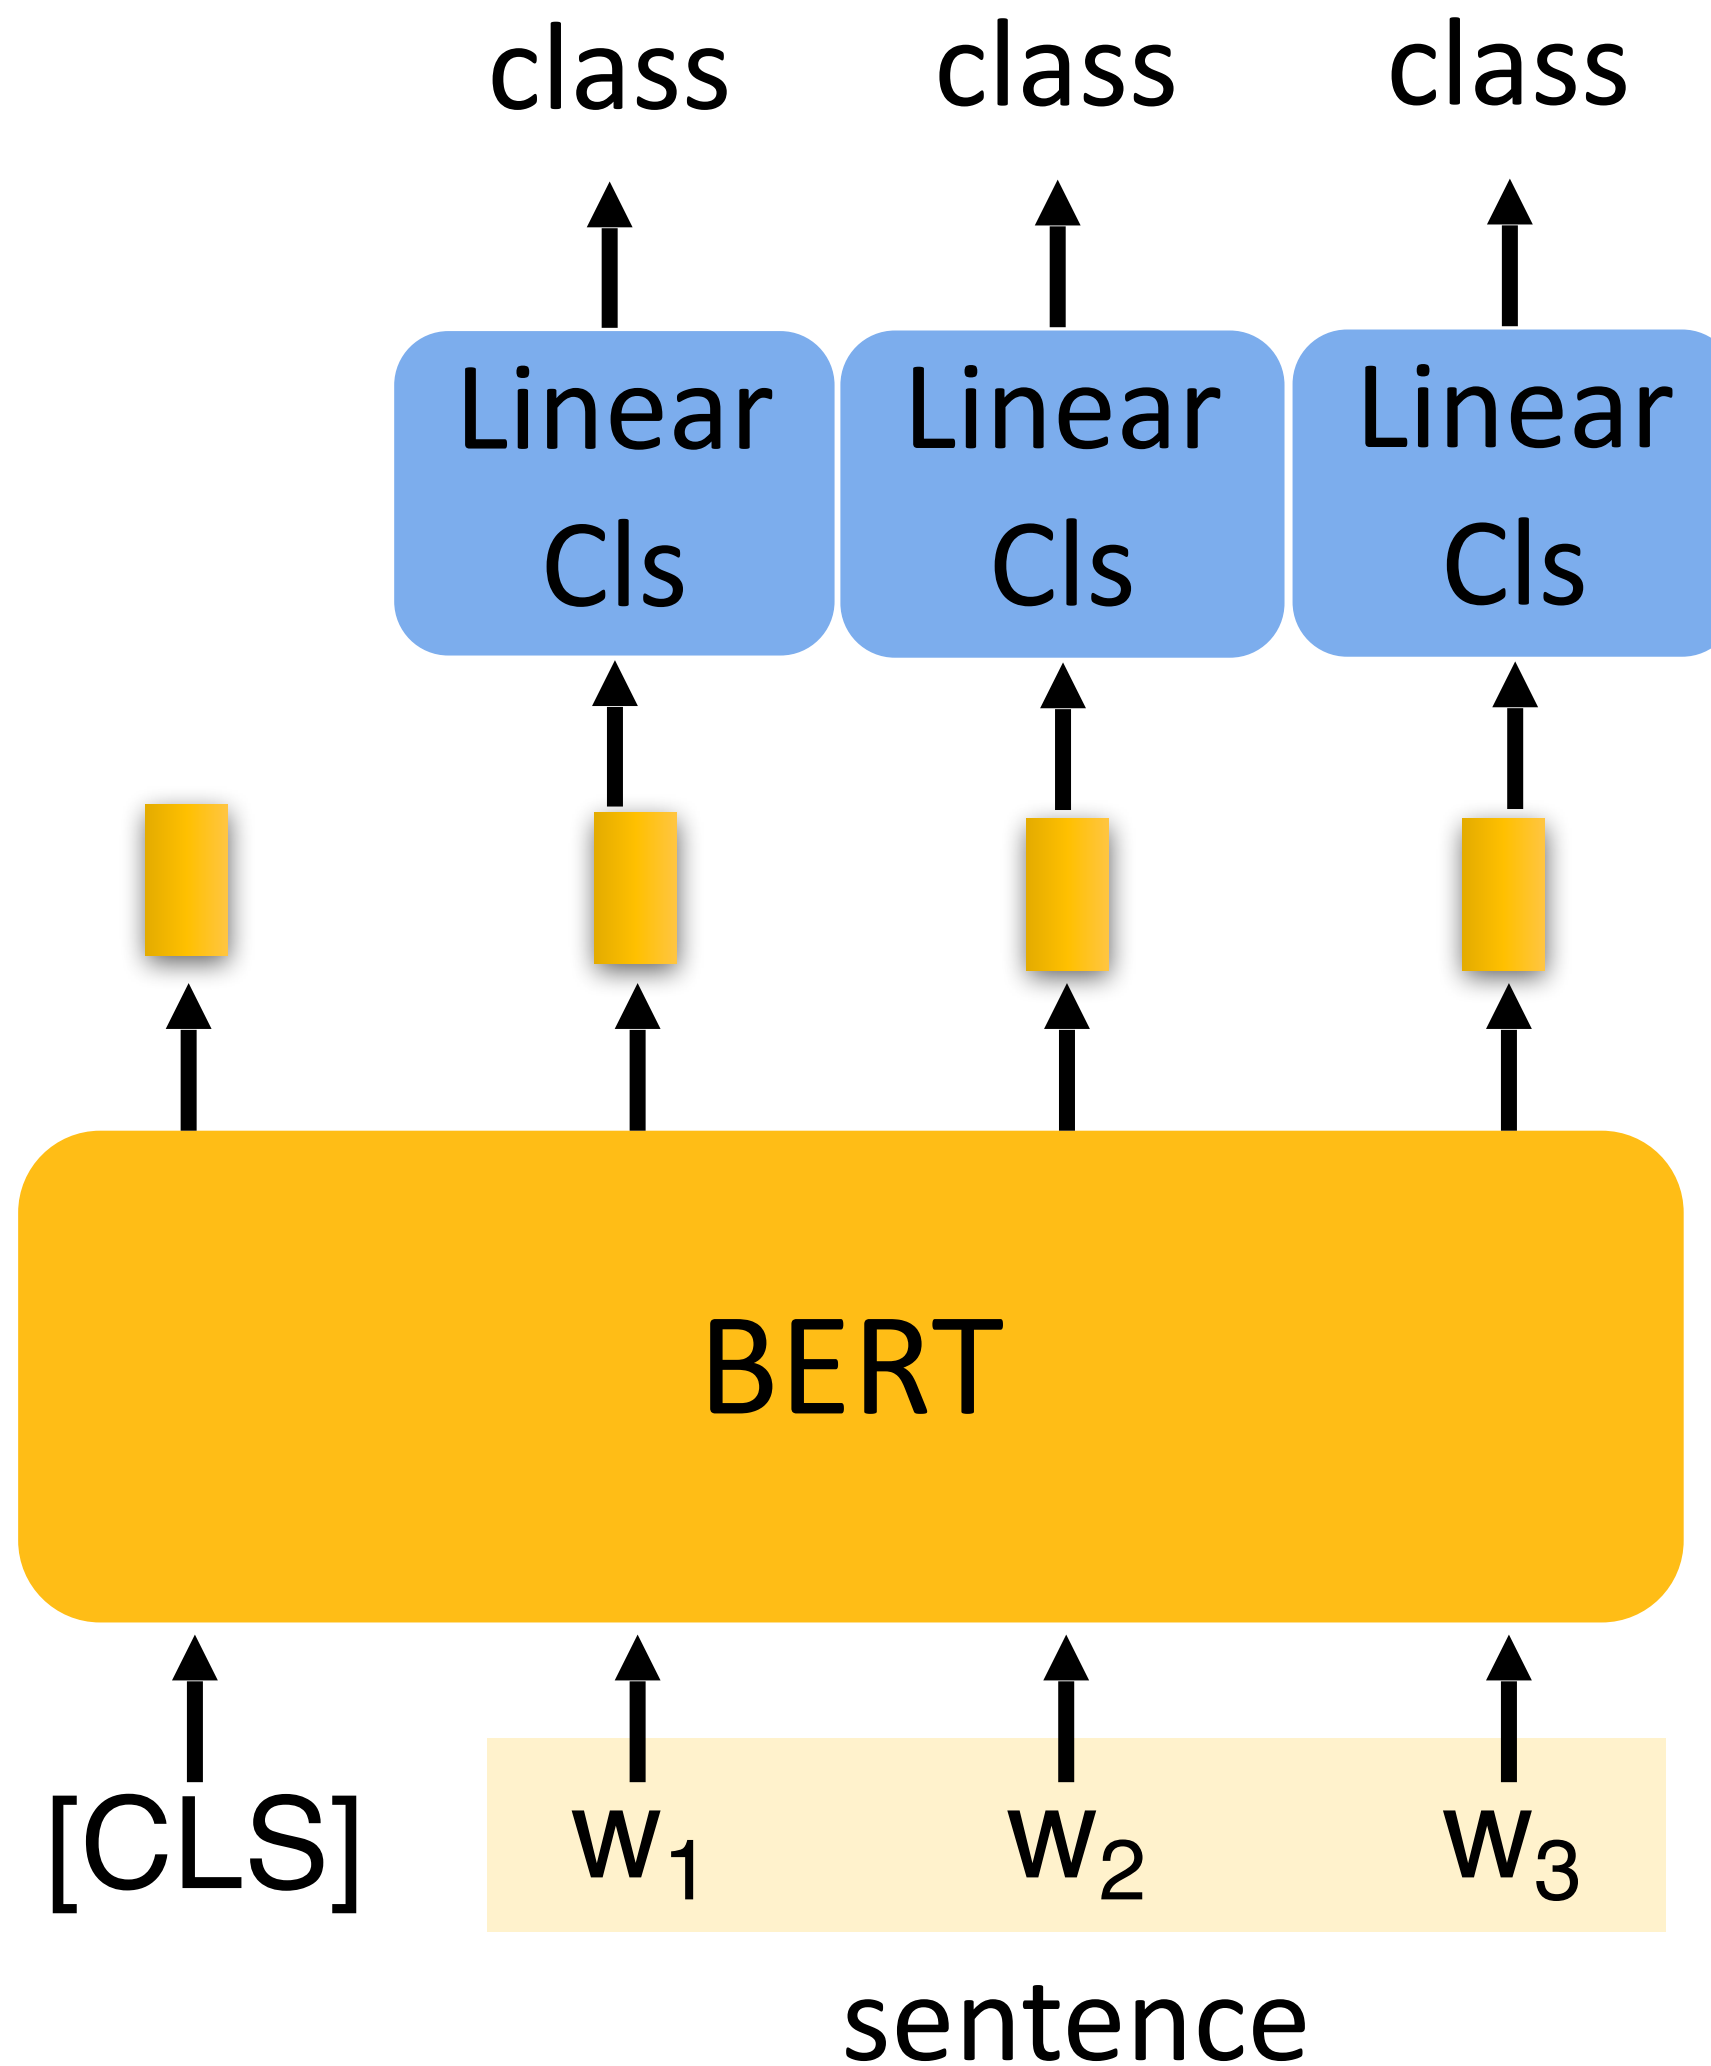 class class class
Linear Linear Linear
Cls Cls Cls
BERT
[CLS] w₁ w₂ w₃
sentence